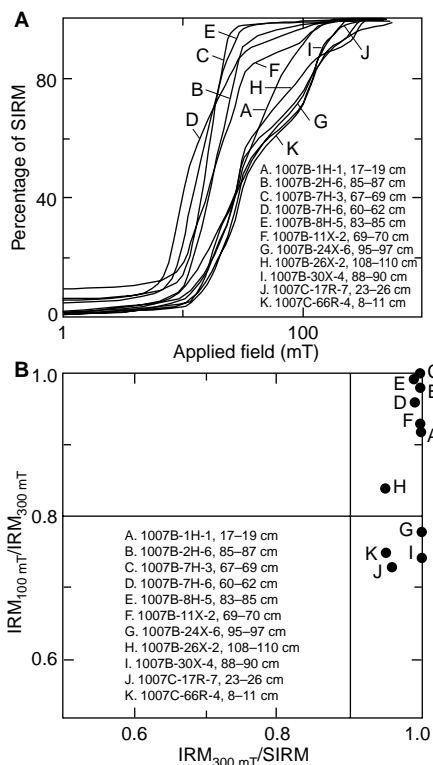 A
Percentage of SIRM
80
40
0
E
C
B
D
F
H
A
I
J
G
K
A. 1007B-1H-1, 17–19 cm
B. 1007B-2H-6, 85–87 cm
C. 1007B-7H-3, 67–69 cm
D. 1007B-7H-6, 60–62 cm
E. 1007B-8H-5, 83–85 cm
F. 1007B-11X-2, 69–70 cm
G. 1007B-24X-6, 95–97 cm
H. 1007B-26X-2, 108–110 cm
I. 1007B-30X-4, 88–90 cm
J. 1007C-17R-7, 23–26 cm
K. 1007C-66R-4, 8–11 cm
1 100
Applied field (mT)
B
IRM100 mT/IRM300 mT
1.0
0.8
0.6
C
E
B
D
F
A
H
G
K
I
J
A. 1007B-1H-1, 17–19 cm
B. 1007B-2H-6, 85–87 cm
C. 1007B-7H-3, 67–69 cm
D. 1007B-7H-6, 60–62 cm
E. 1007B-8H-5, 83–85 cm
F. 1007B-11X-2, 69–70 cm
G. 1007B-24X-6, 95–97 cm
H. 1007B-26X-2, 108–110 cm
I. 1007B-30X-4, 88–90 cm
J. 1007C-17R-7, 23–26 cm
K. 1007C-66R-4, 8–11 cm
0.6 0.8 1.0
IRM300 mT/SIRM